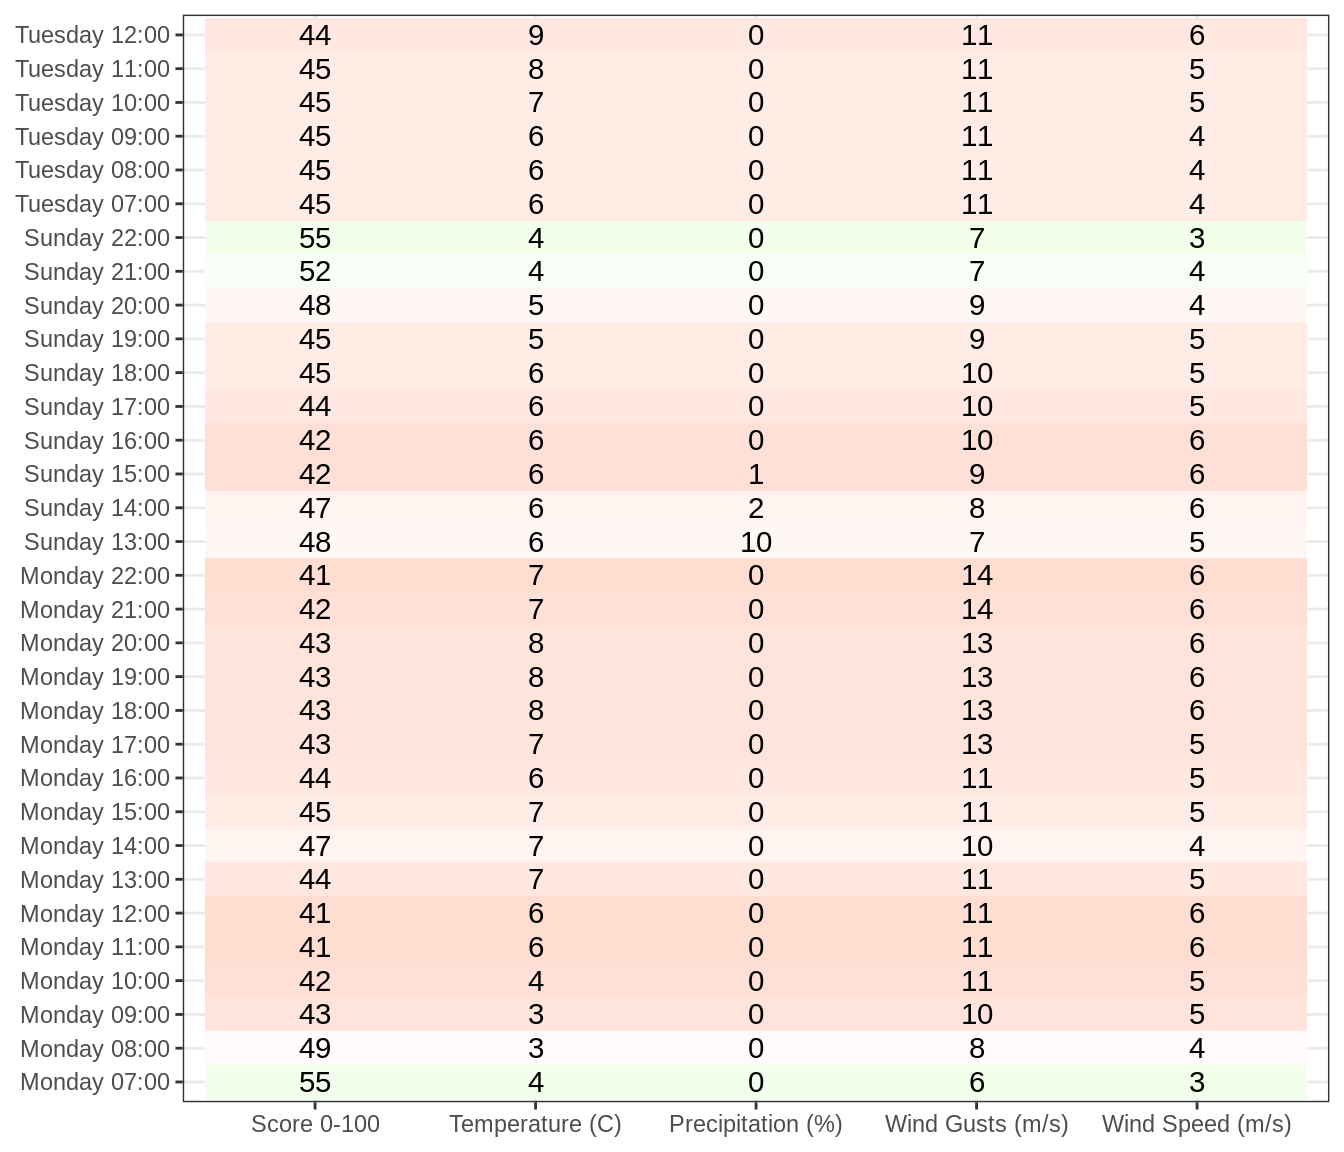 Tuesday 12:00 44 9 0 11 6
Tuesday 11:00 45 8 0 11 5
Tuesday 10:00 45 7 0 11 5
Tuesday 09:00 45 6 0 11 4
Tuesday 08:00 45 6 0 11 4
Tuesday 07:00 45 6 0 11 4
Sunday 22:00 55 4 0 7 3
Sunday 21:00 52 4 0 7 4
Sunday 20:00 48 5 0 9 4
Sunday 19:00 45 5 0 9 5
Sunday 18:00 45 6 0 10 5
Sunday 17:00 44 6 0 10 5
Sunday 16:00 42 6 0 10 6
Sunday 15:00 42 6 1 9 6
Sunday 14:00 47 6 2 8 6
Sunday 13:00 48 6 10 7 5
Monday 22:00 41 7 0 14 6
Monday 21:00 42 7 0 14 6
Monday 20:00 43 8 0 13 6
Monday 19:00 43 8 0 13 6
Monday 18:00 43 8 0 13 6
Monday 17:00 43 7 0 13 5
Monday 16:00 44 6 0 11 5
Monday 15:00 45 7 0 11 5
Monday 14:00 47 7 0 10 4
Monday 13:00 44 7 0 11 5
Monday 12:00 41 6 0 11 6
Monday 11:00 41 6 0 11 6
Monday 10:00 42 4 0 11 5
Monday 09:00 43 3 0 10 5
Monday 08:00 49 3 0 8 4
Monday 07:00 55 4 0 6 3
Score 0-100 Temperature (C) Precipitation (%) Wind Gusts (m/s) Wind Speed (m/s)